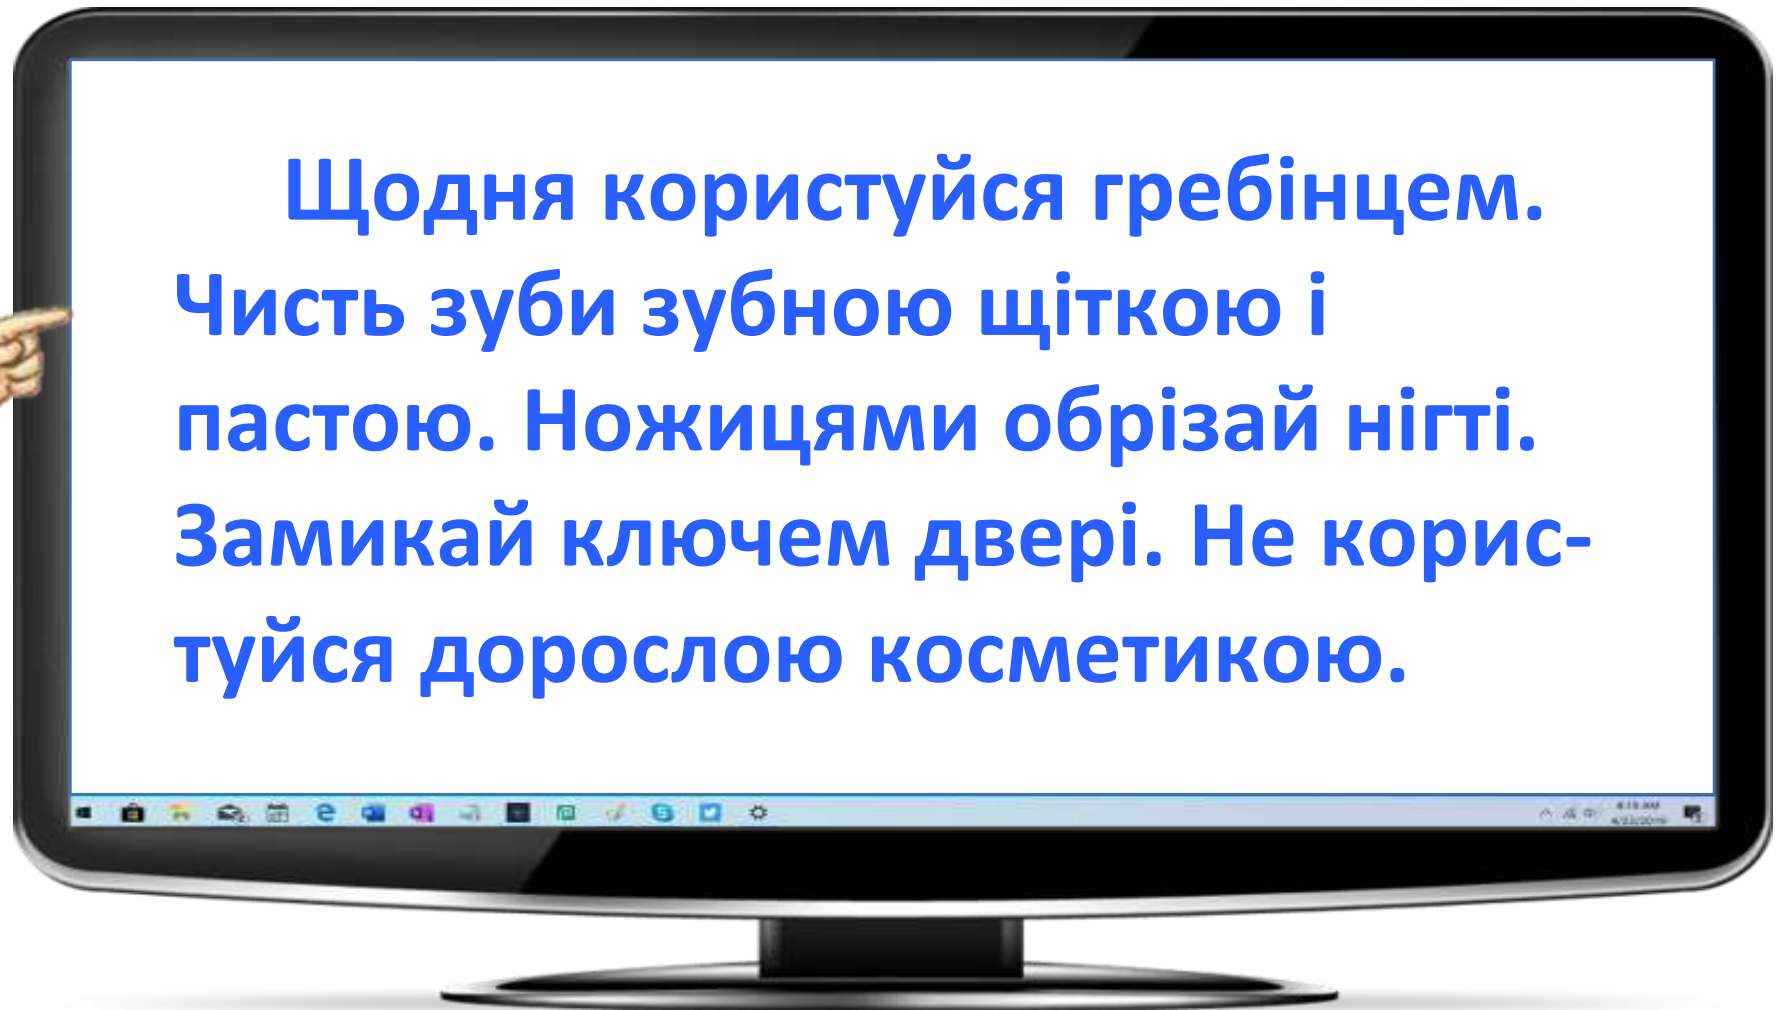 Щодня користуйся гребінцем.
Чисть зуби зубною щіткою і
пастою. Ножицями обрізай нігті.
Замикай ключем двері. Не корис-
туйся дорослою косметикою.